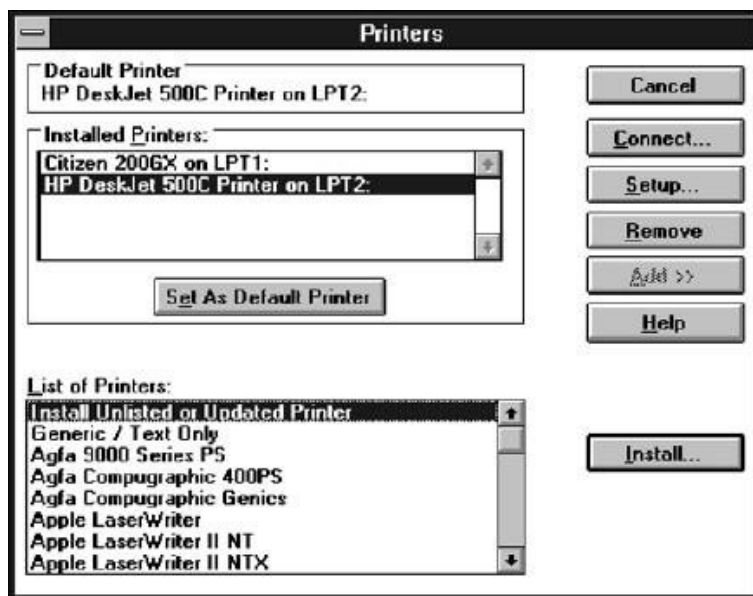 Printers
Default Printer
HP DeskJet 500C Printer on LPT2:
Installed Printers:
Citizen 200GX on LPT1:
HP DeskJet 500C Printer on LPT2:
Set As Default Printer
Cancel
Connect...
Setup...
Remove
Add >>
Help
List of Printers:
Install Unlisted or Updated Printer
Generic / Text Only
Agfa 9000 Series PS
Agfa Compugraphic 400PS
Agfa Compugraphic Genics
Apple LaserWriter
Apple LaserWriter II NT
Apple LaserWriter II NTX
Install...